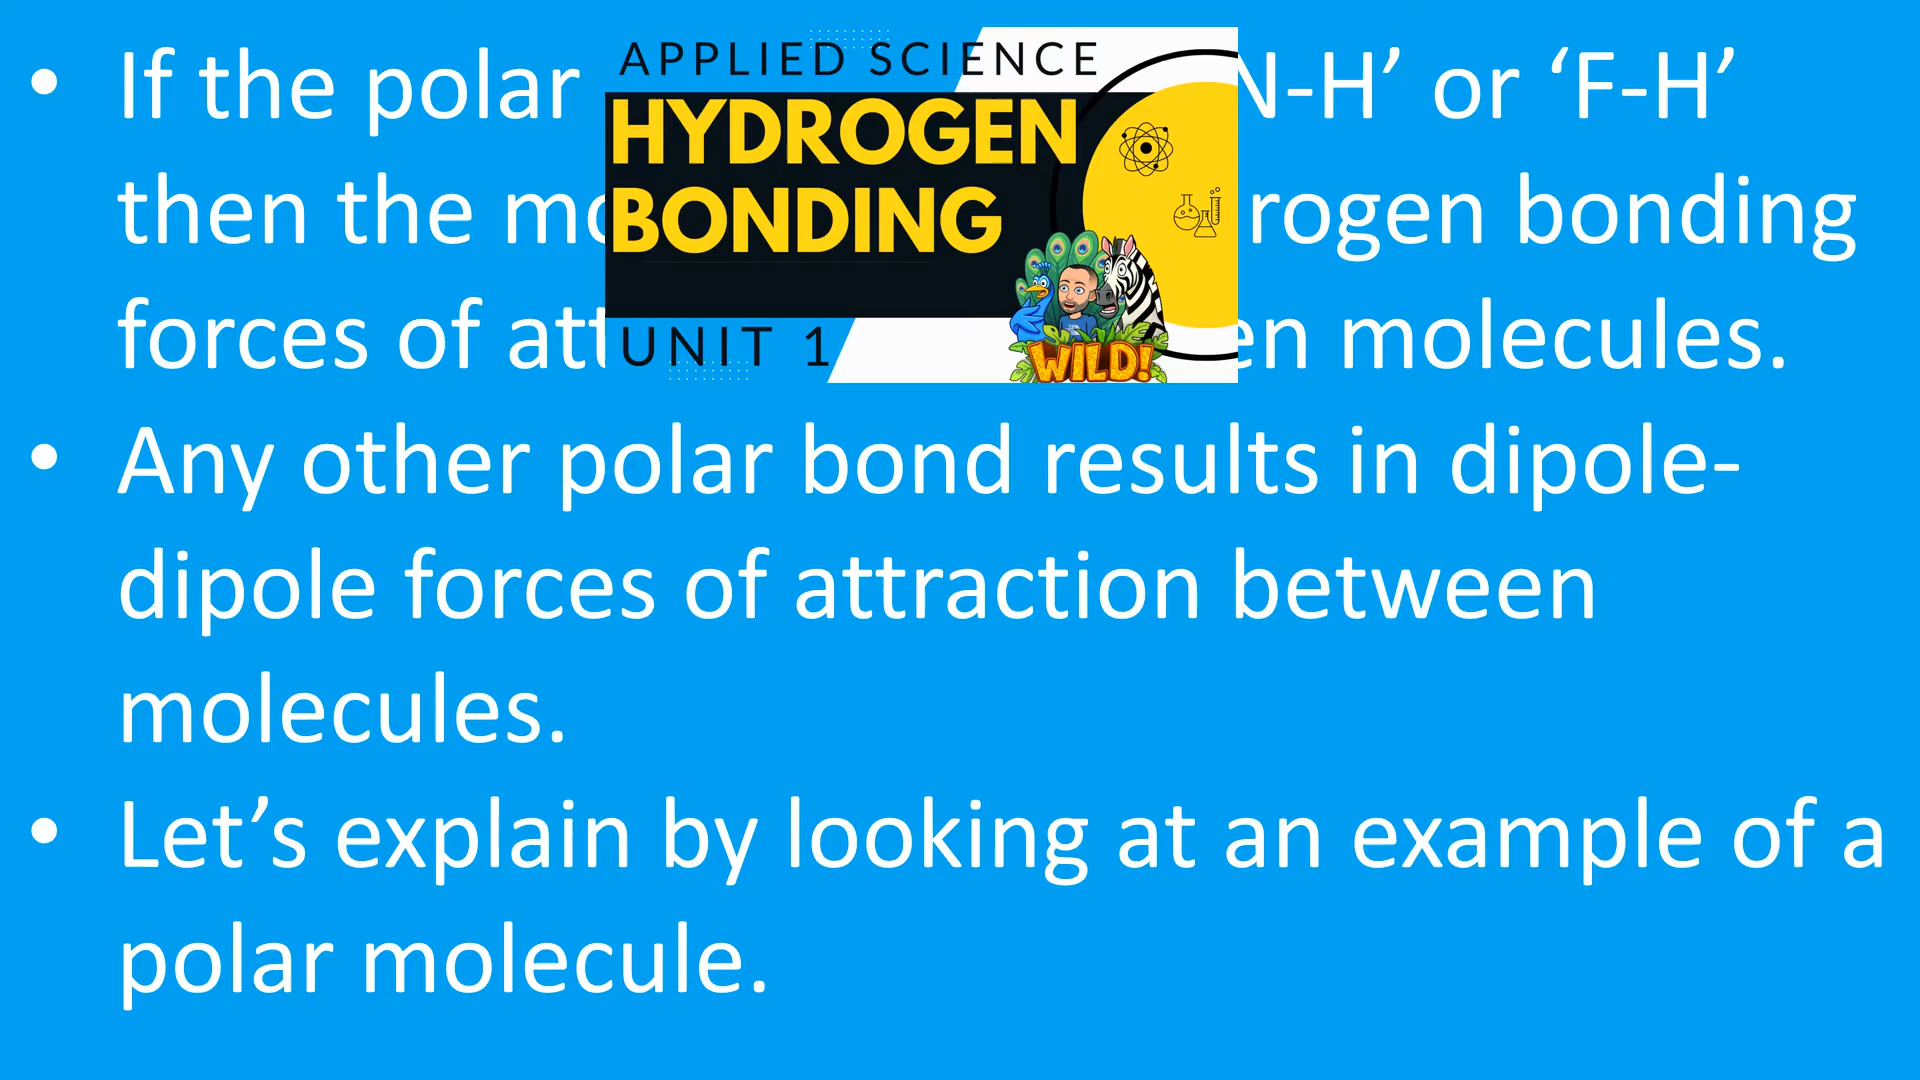 • If the polar N-H’ or ‘F-H’
then the rogen bonding
forces of en molecules.
• Any other polar bond results in dipole-
dipole forces of attraction between
molecules.
• Let’s explain by looking at an example of a
polar molecule.
APPLIED SCIENCE
HYDROGEN
BONDING
UNIT 1
WILD!